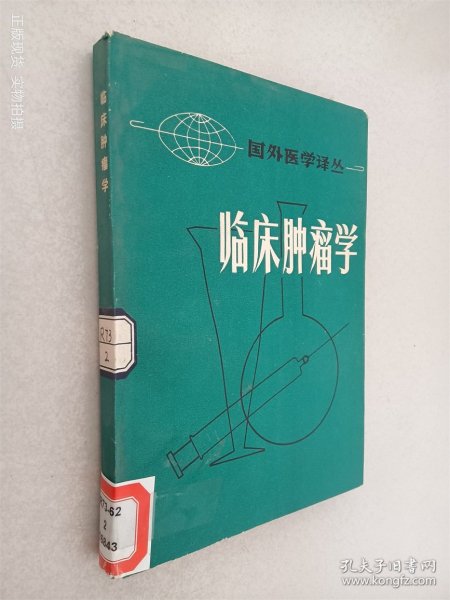 正版现货 实物拍摄
临床肿瘤学
国外医学译丛
临床肿瘤学
R73
2
R73-62
2
孔夫子旧书网
www.kongfz.com